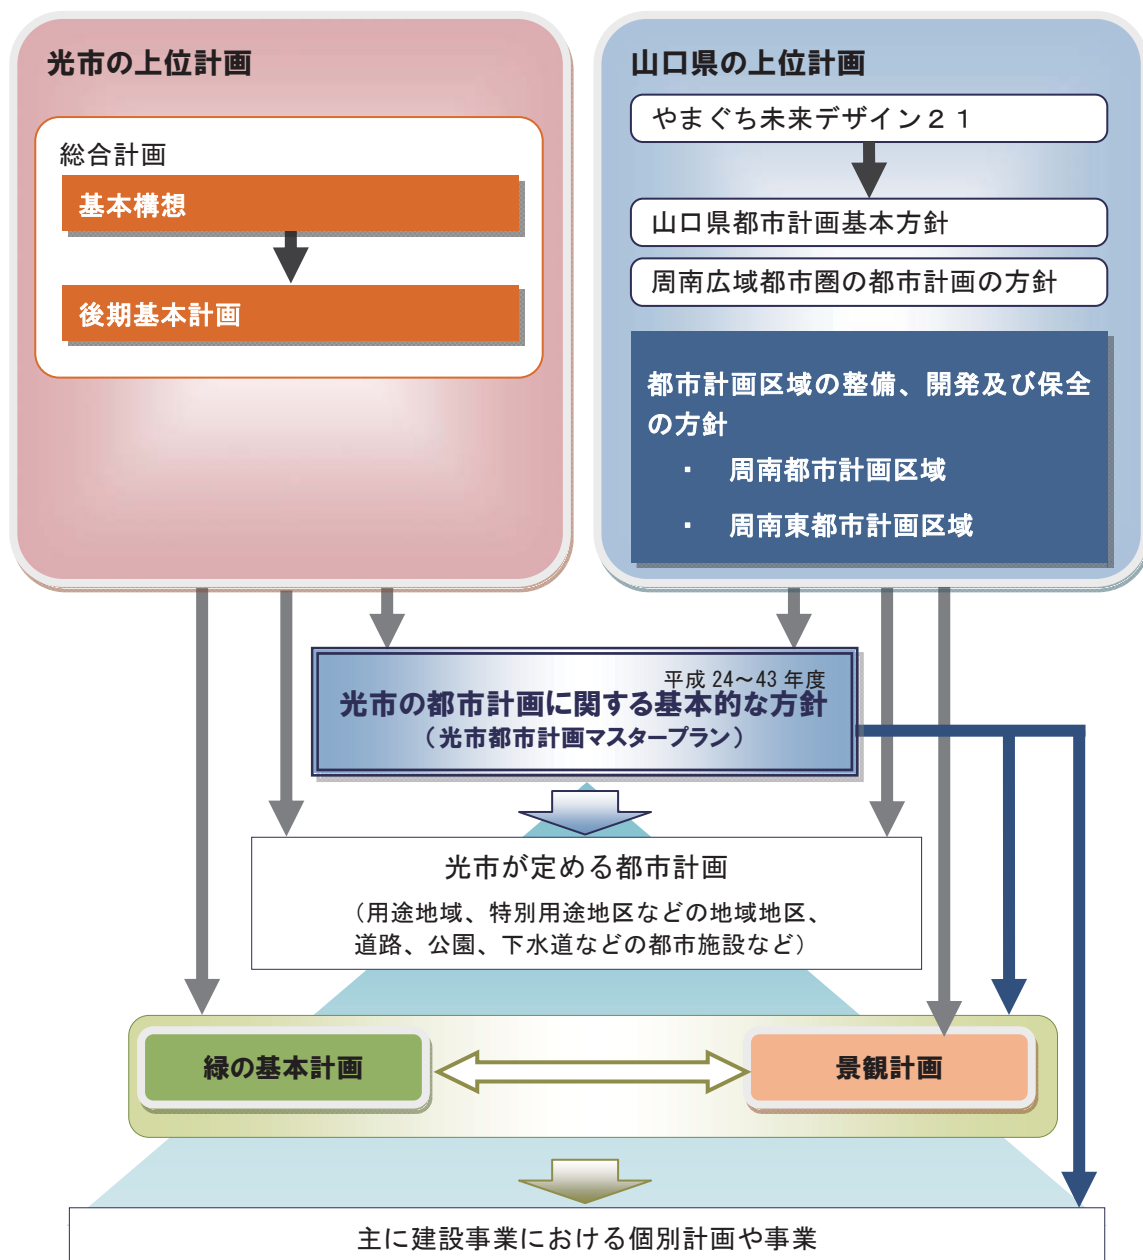 光市の上位計画
総合計画
基本構想
後期基本計画
山口県の上位計画
やまぐち未来デザイン２１
山口県都市計画基本方針
周南広域都市圏の都市計画の方針
都市計画区域の整備、開発及び保全
の方針
・ 周南都市計画区域
・ 周南東都市計画区域
平成 24～43 年度
光市の都市計画に関する基本的な方針
（光市都市計画マスタープラン）
光市が定める都市計画
（用途地域、特別用途地区などの地域地区、
道路、公園、下水道などの都市施設など）
緑の基本計画
景観計画
主に建設事業における個別計画や事業